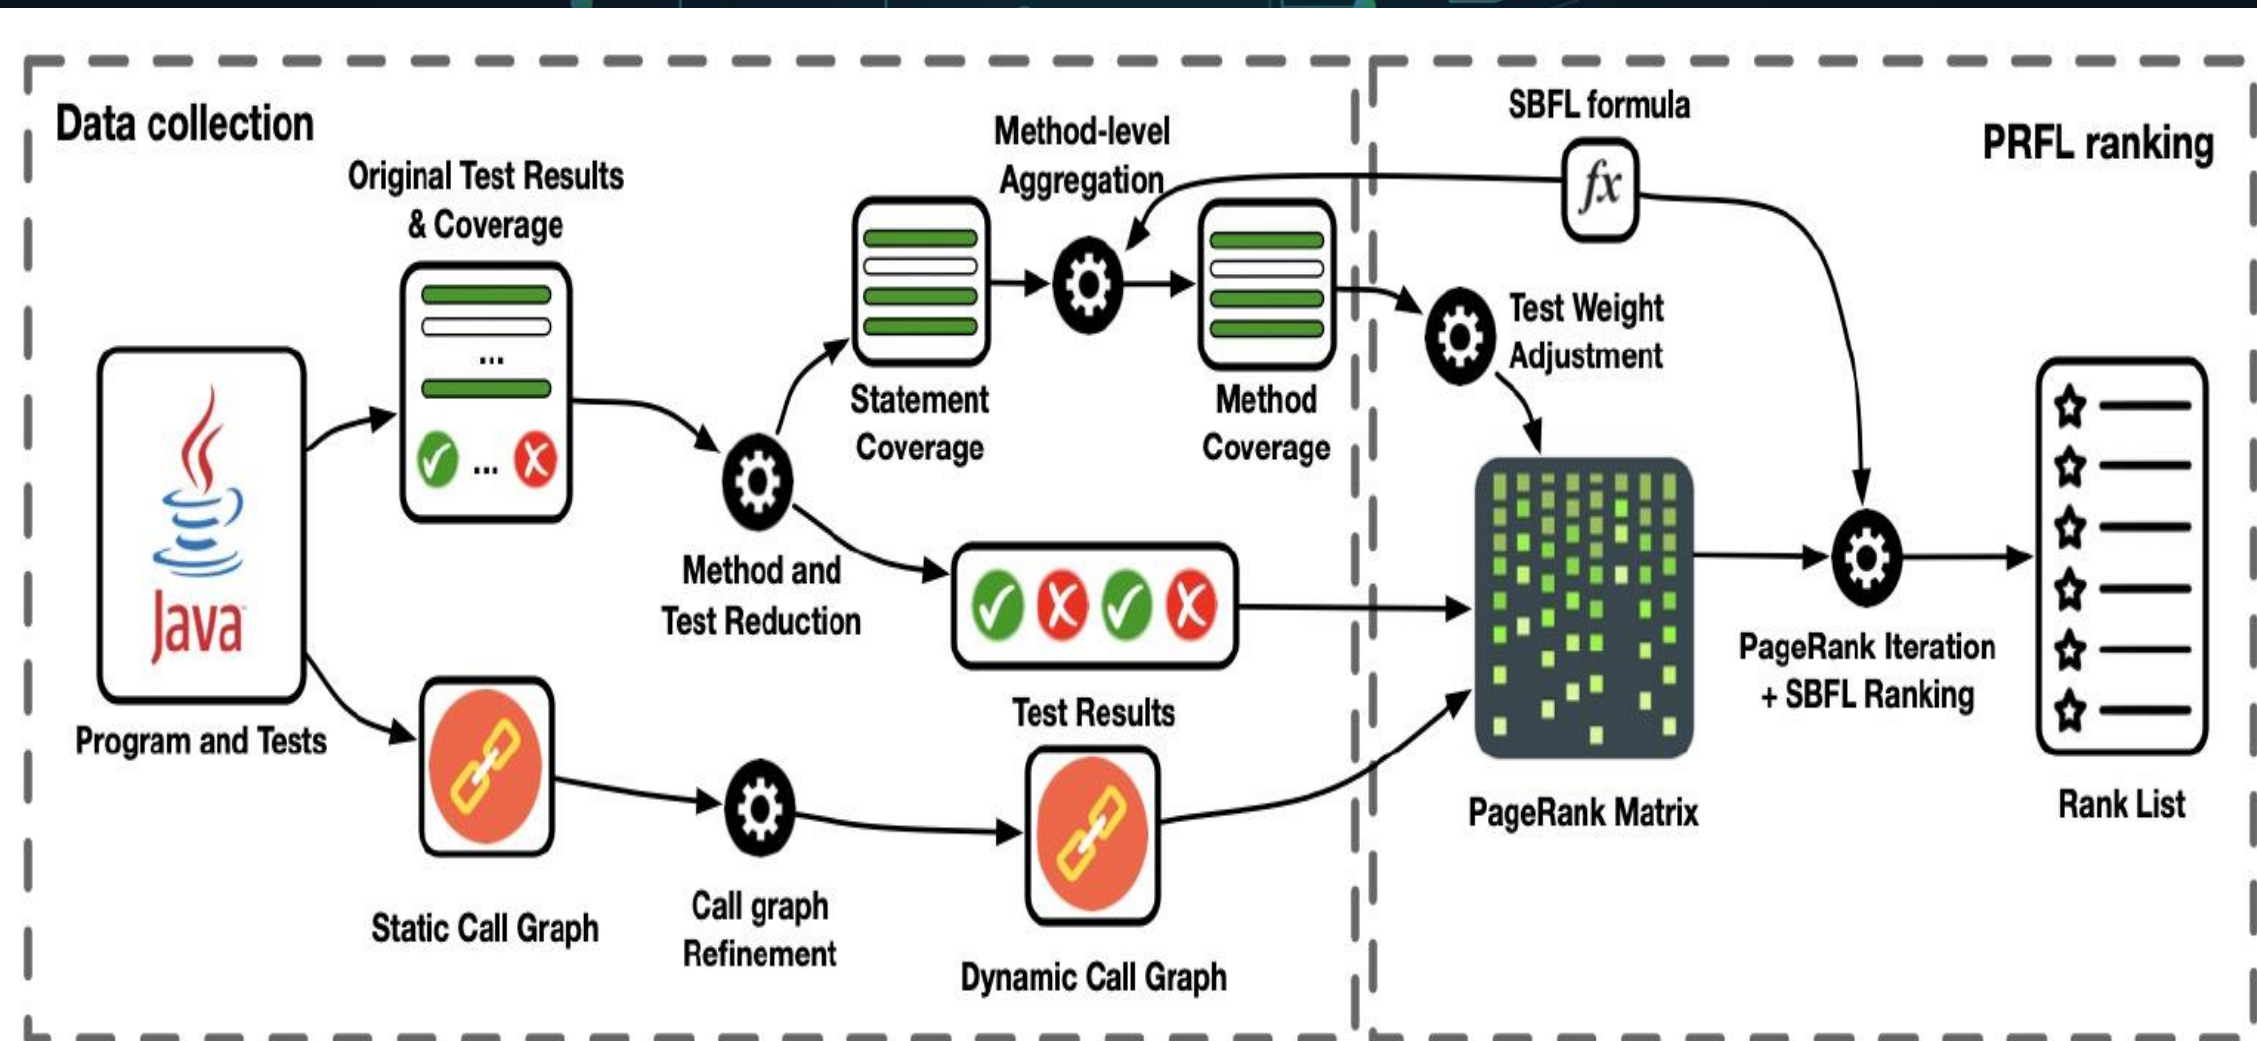 Data collection
Original Test Results
& Coverage
...
...
Java
Program and Tests
Static Call Graph
Method and
Test Reduction
Call graph
Refinement
Statement
Coverage
Method-level
Aggregation
Method
Coverage
Test Results
Dynamic Call Graph
SBFL formula
fx
PRFL ranking
Test Weight
Adjustment
PageRank Matrix
PageRank Iteration
+ SBFL Ranking
Rank List